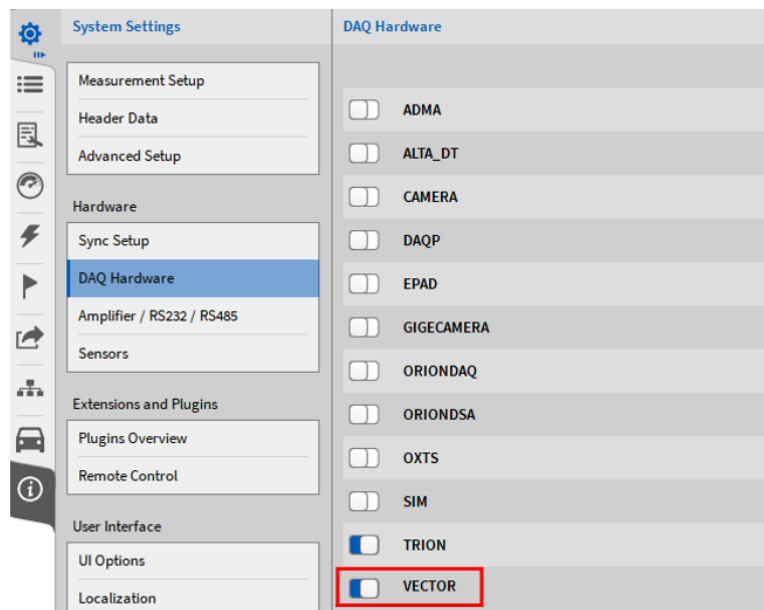 System Settings
Measurement Setup
Header Data
Advanced Setup
Hardware
Sync Setup
DAQ Hardware
Amplifier / RS232 / RS485
Sensors
Extensions and Plugins
Plugins Overview
Remote Control
User Interface
UI Options
Localization
DAQ Hardware
ADMA
ALTA_DT
CAMERA
DAQP
EPAD
GIGECAMERA
ORIONDAQ
ORIONDSA
OXTS
SIM
TRION
VECTOR